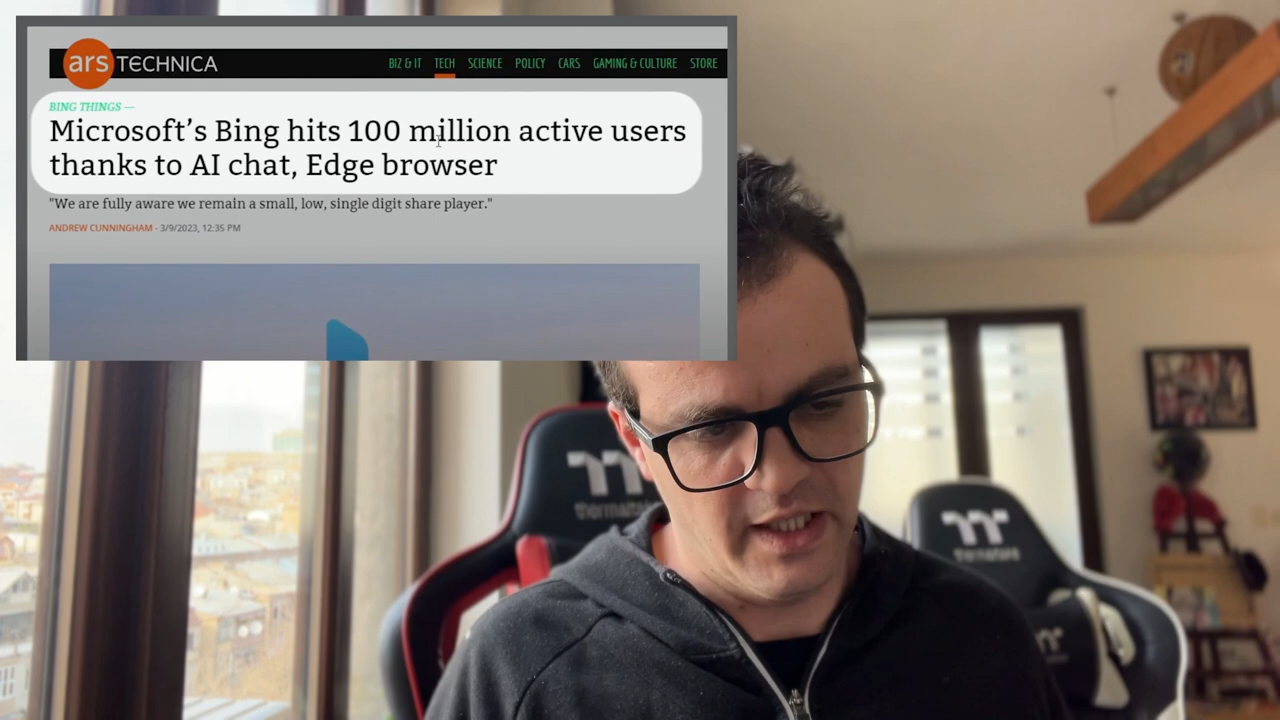 ars TECHNICA BIZ & IT TECH SCIENCE POLICY CARS GAMING & CULTURE STORE
BING THINGS —
Microsoft’s Bing hits 100 million active users
thanks to AI chat, Edge browser
"We are fully aware we remain a small, low, single digit share player."
ANDREW CUNNINGHAM - 3/9/2023, 12:35 PM
Thermaltake